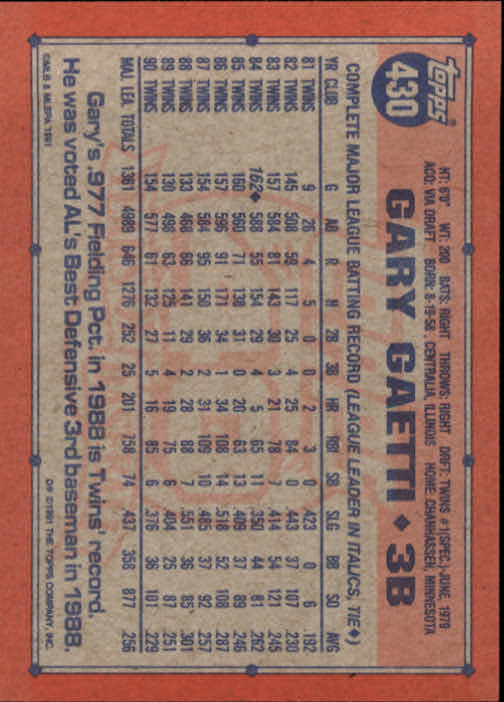 Topps®
430
HT: 6'0" WT: 200 BATS: RIGHT THROWS: RIGHT DRFT: TWINS #1(SPEC.)-JUNE, 1979
ACQ: VIA DRAFT BORN: 8-19-58, CENTRALIA, ILLINOIS HOME: CHANHASSEN, MINNESOTA
GARY GAETTI ◆ 3B
COMPLETE MAJOR LEAGUE BATTING RECORD (LEAGUE LEADER IN ITALICS, TIE◆)
YR CLUB G AB R H 2B 3B HR RBI SB SLG BB SO AVG
81 TWINS 9 26 4 5 0 0 2 3 0 .423 0 6 .192
82 TWINS 145 508 59 117 25 4 25 84 0 .443 37 107 .230
83 TWINS 157 584 81 143 30 3 21 78 7 .414 54 121 .245
84 TWINS 162◆ 588 55 154 29 4 5 65 11 .350 44 81 .262
85 TWINS 160 560 71 138 31 0 20 63 13 .409 37 89 .246
86 TWINS 157 596 91 171 34 1 34 108 14 .518 52 108 .287
87 TWINS 154 584 95 150 36 2 31 109 10 .485 37 92 .257
88 TWINS 133 468 66 141 29 2 28 88 7 .551 36 85 .301
89 TWINS 130 498 63 125 11 4 19 75 6 .404 25 87 .251
90 TWINS 154 577 61 132 27 5 16 85 6 .376 36 101 .229
MAJ. LEA. TOTALS 1361 4989 646 1276 252 25 201 758 74 .437 358 877 .256
Gary's .977 Fielding Pct. in 1988 is Twins' record.
He was voted AL's Best Defensive 3rd baseman in 1988.
©MLB & MLBPA 1991
D* ©1991 THE TOPPS COMPANY, INC.